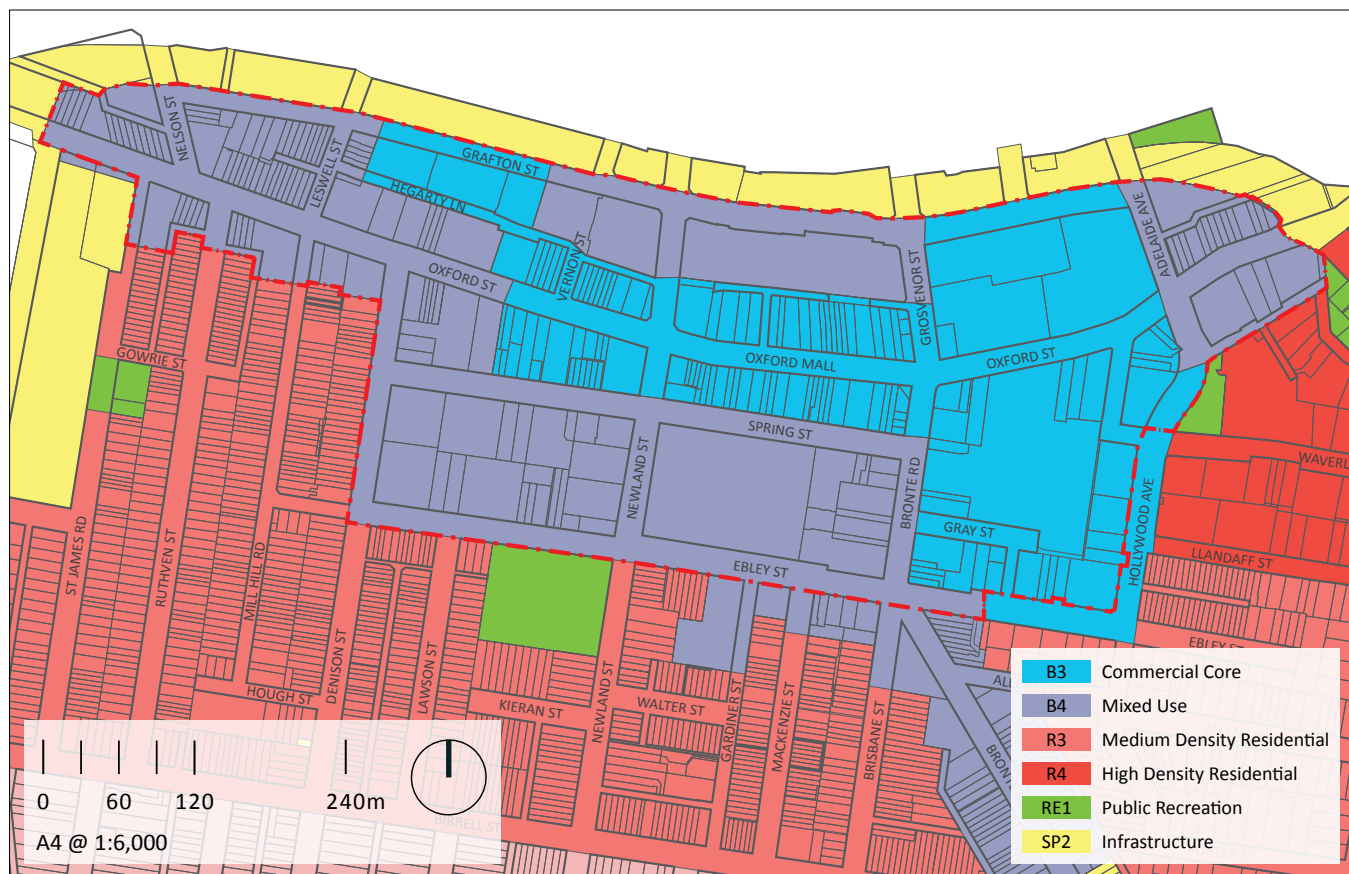 NELSON ST
LESWELL ST
GRAFTON ST
HEGARTY LN
VERNON ST
OXFORD ST
GROSVENOR ST
ADELAIDE AVE
OXFORD MALL
OXFORD ST
GOWRIE ST
SPRING ST
NEWLAND ST
BRONTE RD
GRAY ST
HOLLYWOOD AVE
WAVERL
LLANDAFF ST
EBLEY ST
EBLEY ST
ST JAMES RD
RUTHVEN ST
MILL HILL RD
DENISON ST
LAWSON ST
HOUGH ST
KIERAN ST
NEWLAND ST
WALTER ST
GARDINER ST
MACKENZIE ST
BRISBANE ST
BIRRELL ST
BRON
B3 Commercial Core
B4 Mixed Use
R3 Medium Density Residential
R4 High Density Residential
RE1 Public Recreation
SP2 Infrastructure
0 60 120 240m
A4 @ 1:6,000